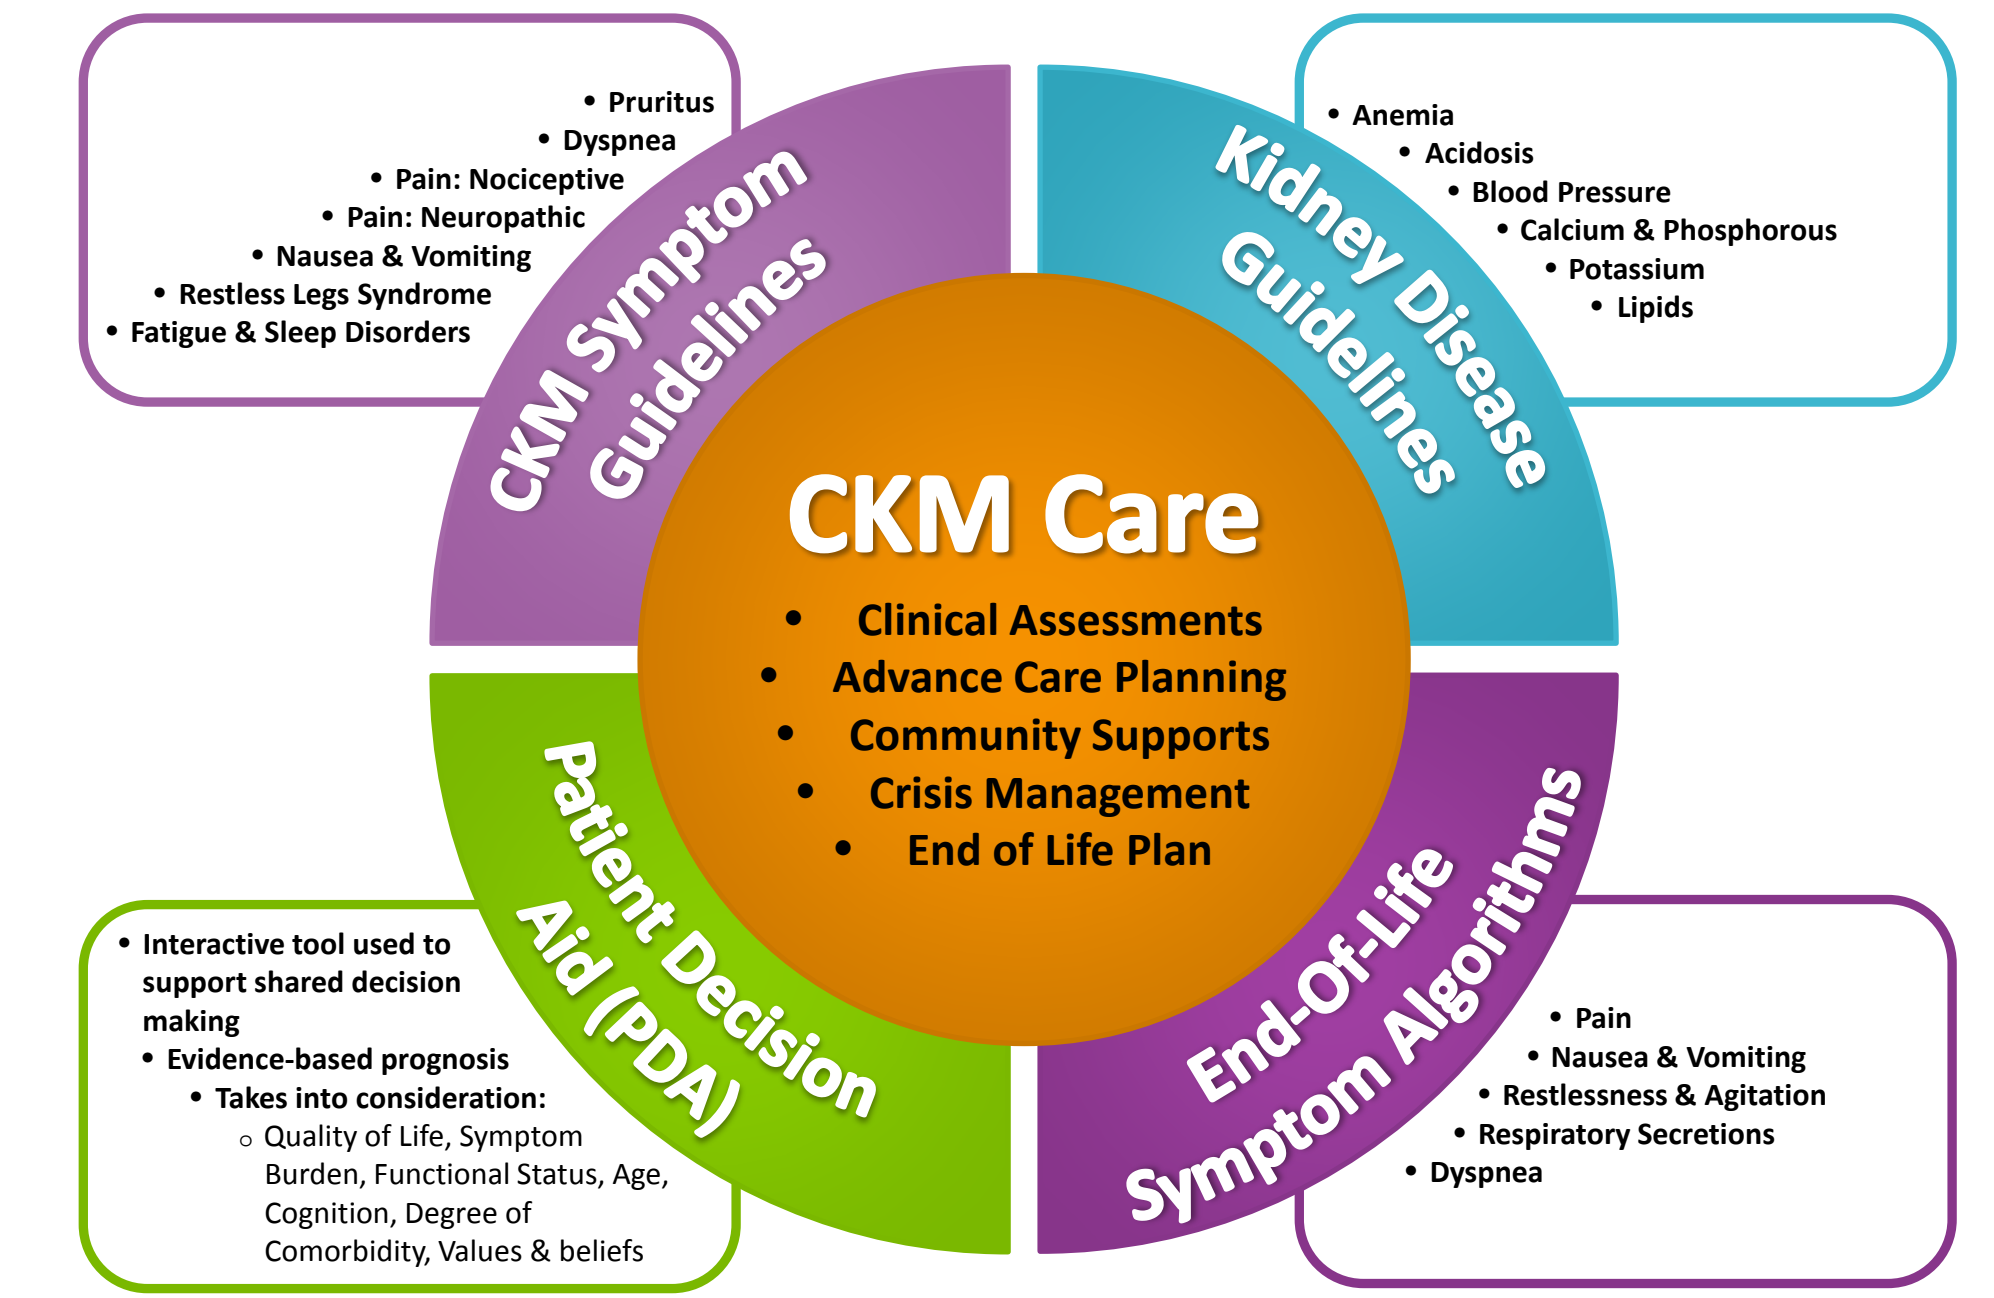 • Pruritus
• Dyspnea
• Pain: Nociceptive
• Pain: Neuropathic
• Nausea & Vomiting
• Restless Legs Syndrome
• Fatigue & Sleep Disorders
CKM Symptom
Guidelines
Kidney Disease
Guidelines
• Anemia
• Acidosis
• Blood Pressure
• Calcium & Phosphorous
• Potassium
• Lipids
CKM Care
• Clinical Assessments
• Advance Care Planning
• Community Supports
• Crisis Management
• End of Life Plan
Patient Decision
Aid (PDA)
• Interactive tool used to
support shared decision
making
• Evidence-based prognosis
• Takes into consideration:
o Quality of Life, Symptom
Burden, Functional Status, Age,
Cognition, Degree of
Comorbidity, Values & beliefs
End-Of-Life
Symptom Algorithms
• Pain
• Nausea & Vomiting
• Restlessness & Agitation
• Respiratory Secretions
• Dyspnea